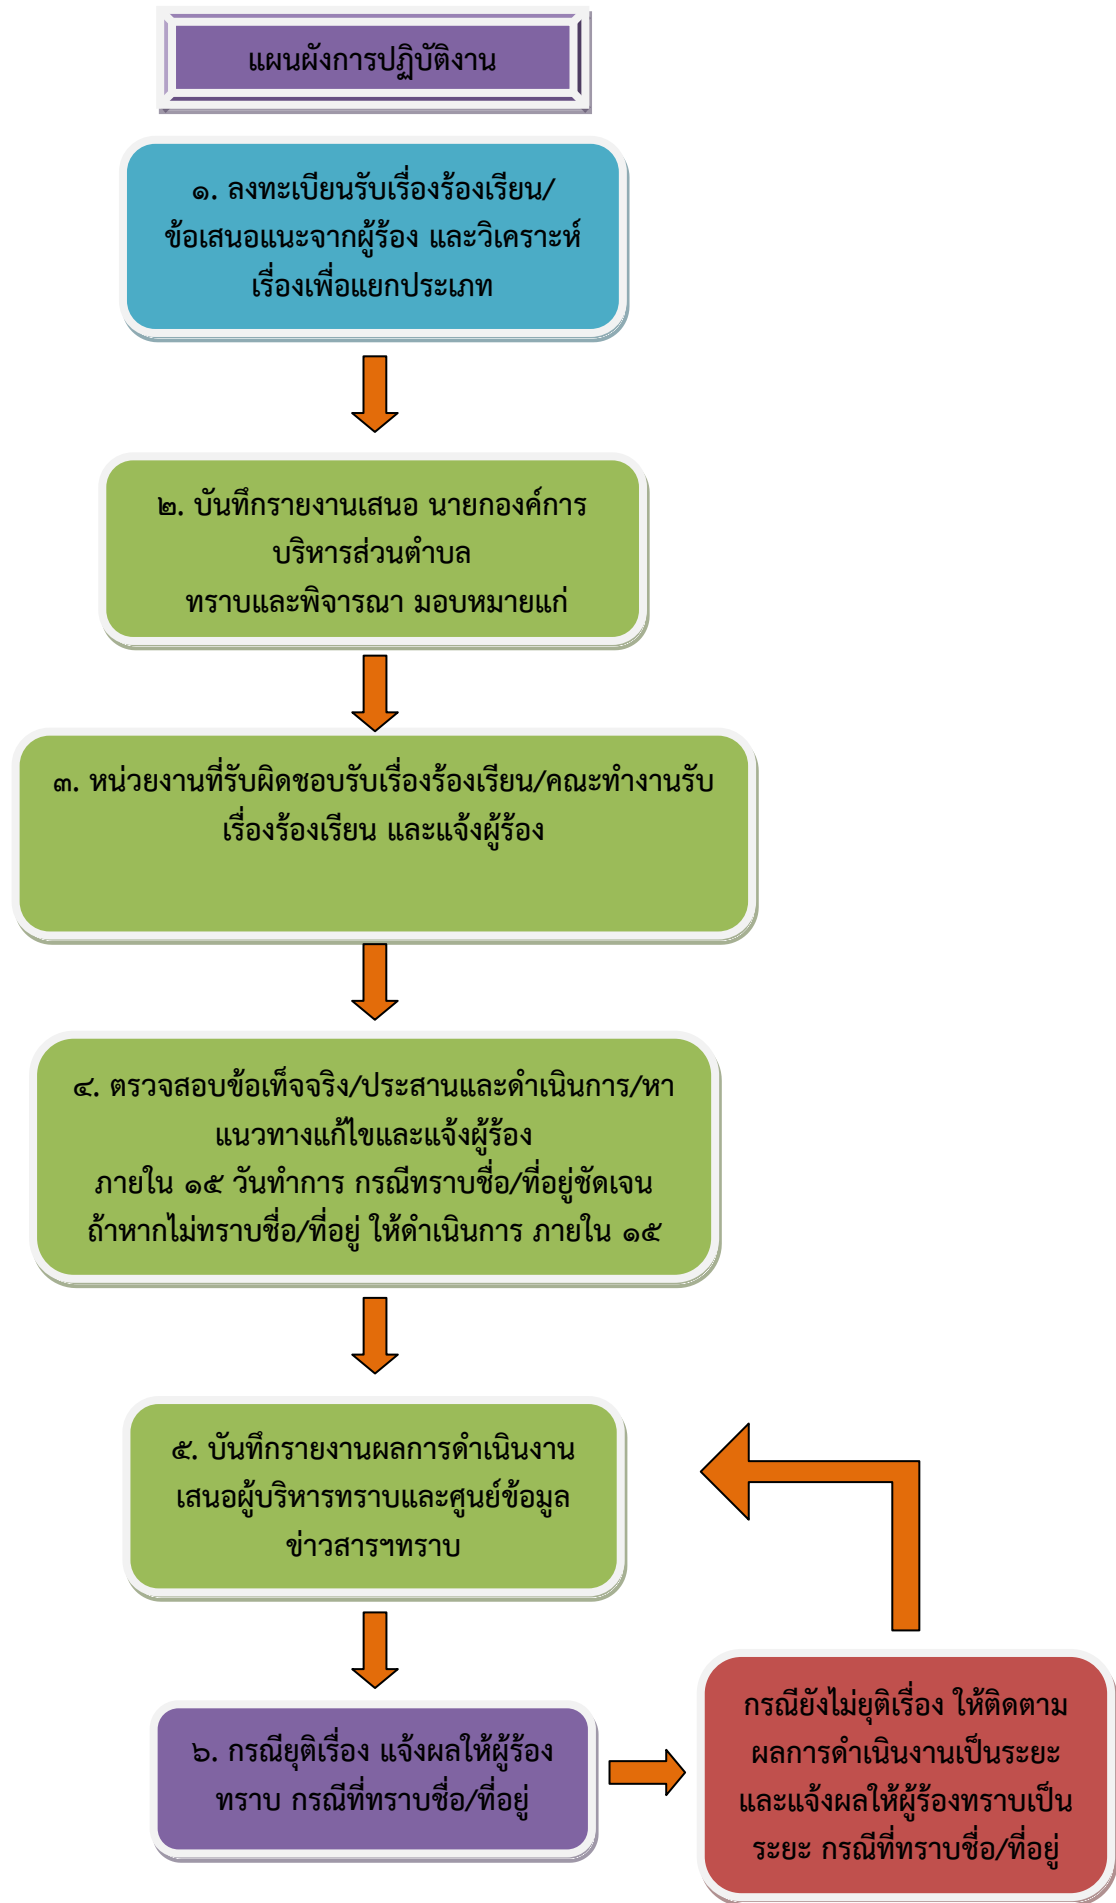 แผนผังการปฏิบัติงาน
๑. ลงทะเบียนรับเรื่องร้องเรียน/
ข้อเสนอแนะจากผู้ร้อง และวิเคราะห์
เรื่องเพื่อแยกประเภท
๒. บันทึกรายงานเสนอ นายกองค์การ
บริหารส่วนตำบล
ทราบและพิจารณา มอบหมายแก่
๓. หน่วยงานที่รับผิดชอบรับเรื่องร้องเรียน/คณะทำงานรับ
เรื่องร้องเรียน และแจ้งผู้ร้อง
๔. ตรวจสอบข้อเท็จจริง/ประสานและดำเนินการ/หา
แนวทางแก้ไขและแจ้งผู้ร้อง
ภายใน ๑๕ วันทำการ กรณีทราบชื่อ/ที่อยู่ชัดเจน
ถ้าหากไม่ทราบชื่อ/ที่อยู่ ให้ดำเนินการ ภายใน ๑๕
๕. บันทึกรายงานผลการดำเนินงาน
เสนอผู้บริหารทราบและศูนย์ข้อมูล
ข่าวสารฯทราบ
๖. กรณียุติเรื่อง แจ้งผลให้ผู้ร้อง
ทราบ กรณีที่ทราบชื่อ/ที่อยู่
กรณียังไม่ยุติเรื่อง ให้ติดตาม
ผลการดำเนินงานเป็นระยะ
และแจ้งผลให้ผู้ร้องทราบเป็น
ระยะ กรณีที่ทราบชื่อ/ที่อยู่